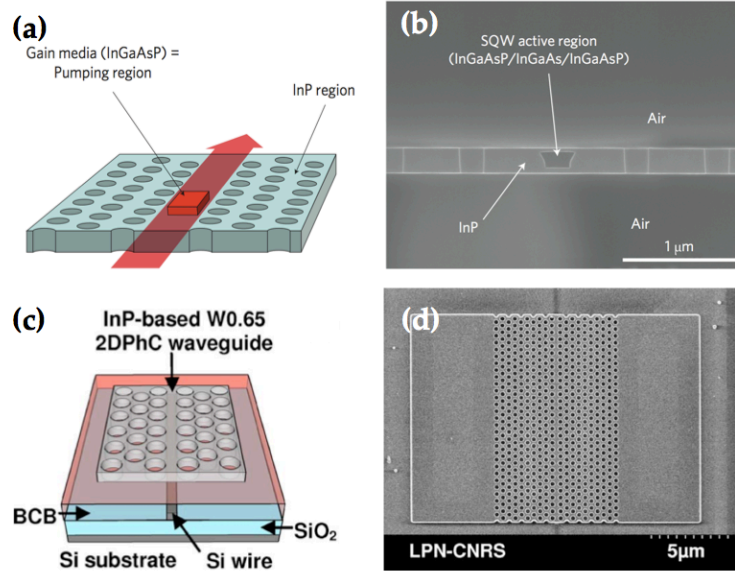 (a)
Gain media (InGaAsP) =
Pumping region
InP region
(b)
SQW active region
(InGaAsP/InGaAs/InGaAsP)
Air
InP
Air
1 μm
(c)
InP-based W0.65
2DPhC waveguide
BCB
SiO₂
Si substrate
Si wire
(d)
LPN-CNRS
5μm